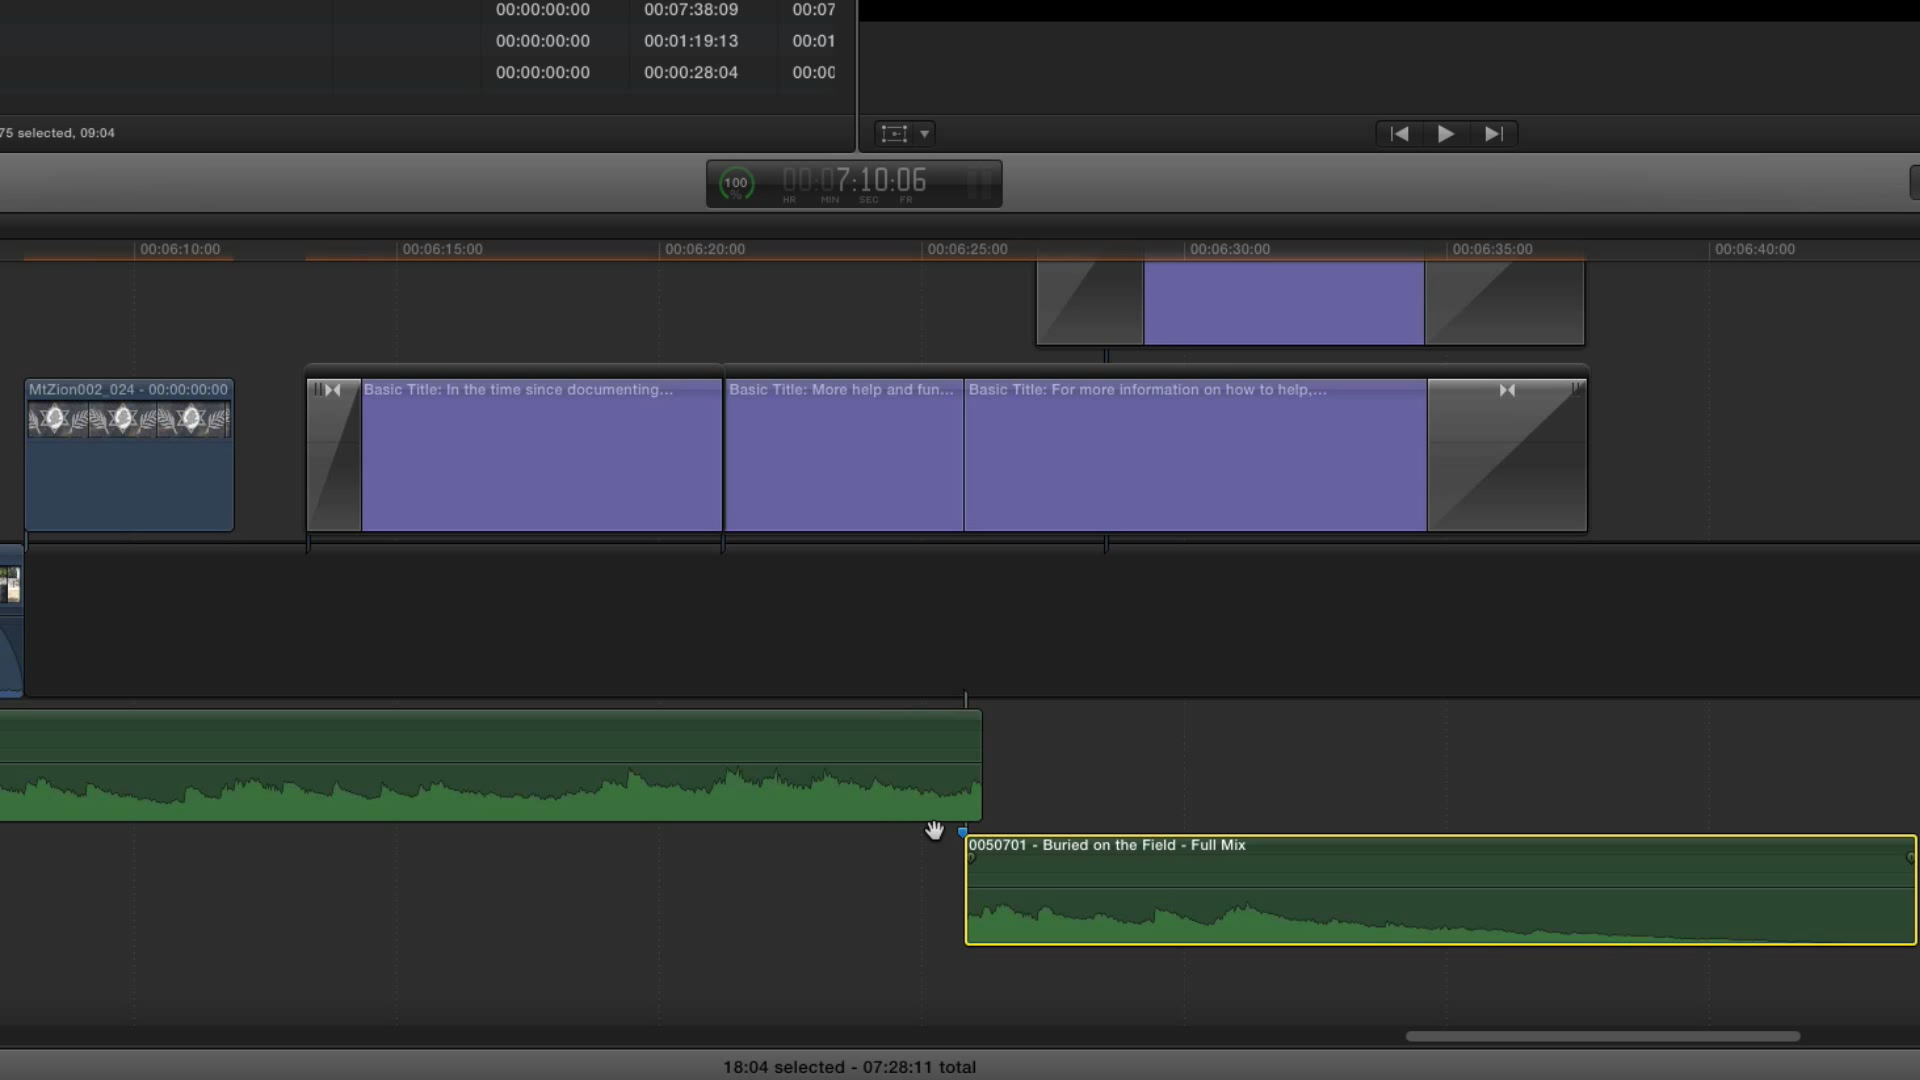 00:00:00:00 00:07:38:09 00:07
00:00:00:00 00:01:19:13 00:01
00:00:00:00 00:00:28:04 00:00
75 selected, 09:04
100 % 00:07:10:06
HR MIN SEC FR
00:06:10:00 00:06:15:00 00:06:20:00 00:06:25:00 00:06:30:00 00:06:35:00 00:06:40:00
MtZion002_024 - 00:00:00:00
Basic Title: In the time since documenting...
Basic Title: More help and fun...
Basic Title: For more information on how to help,...
0050701 - Buried on the Field - Full Mix
18:04 selected - 07:28:11 total